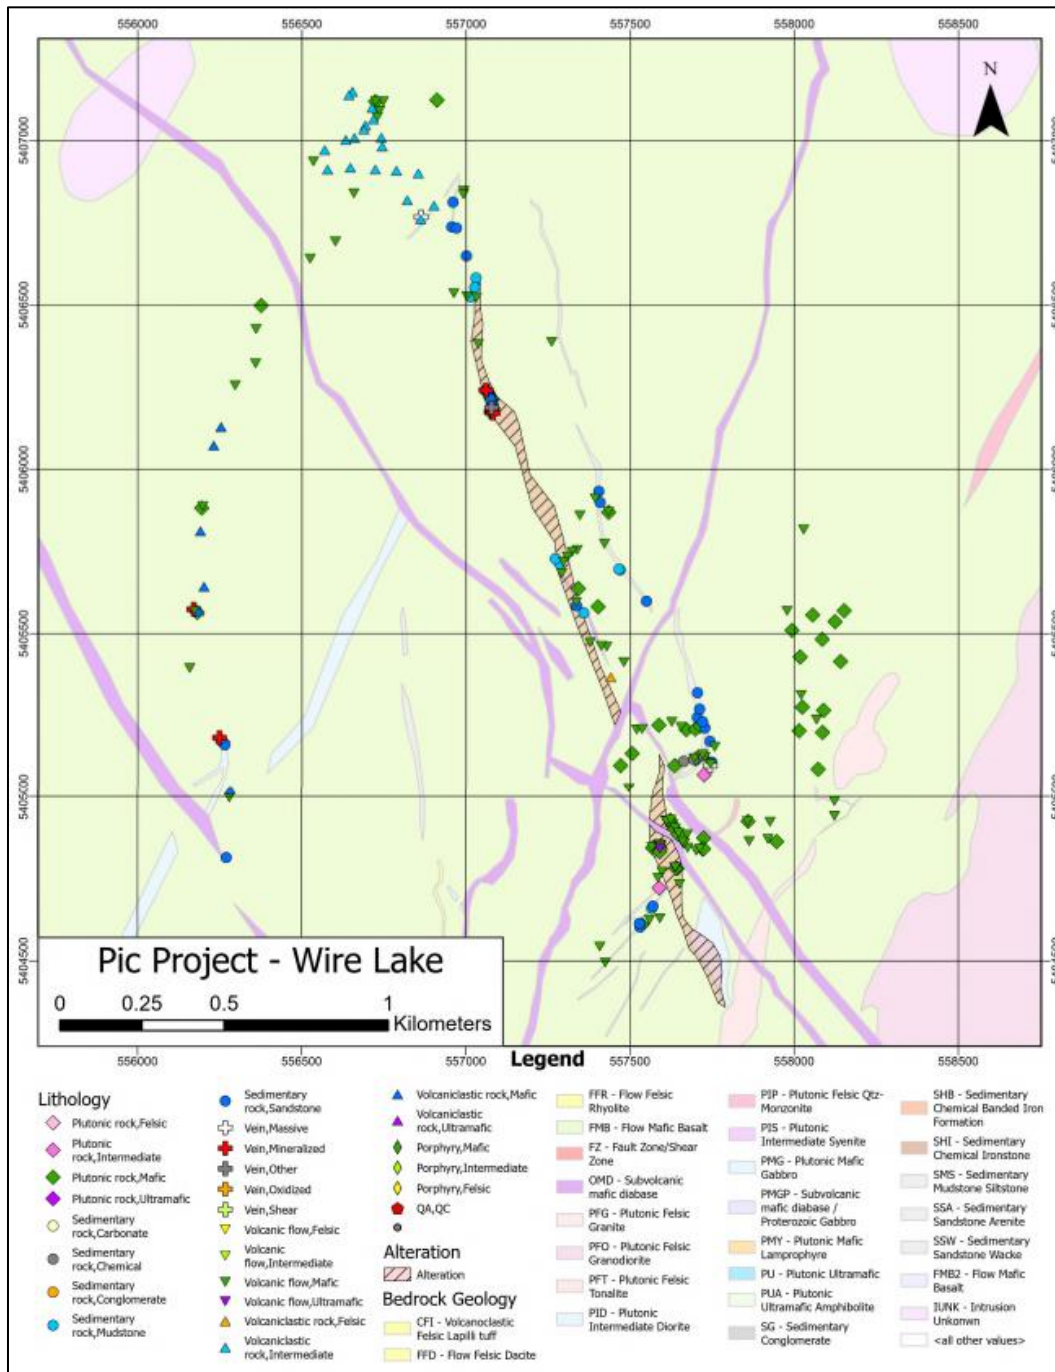 556000 556500 557000 557500 558000 558500
N
5407000 5407000
5406500 5406500
5406000 5406000
5405500 5405500
5405000 5405000
5404500 5404500
Pic Project - Wire Lake
0 0.25 0.5 1
Kilometers
556000 556500 557000 557500 558000 558500
Legend
Lithology
Plutonic rock,Felsic
Plutonic
rock,Intermediate
Plutonic rock,Mafic
Plutonic rock,Ultramafic
Sedimentary
rock,Carbonate
Sedimentary
rock,Chemical
Sedimentary
rock,Conglomerate
Sedimentary
rock,Mudstone
Sedimentary
rock,Sandstone
Vein,Massive
Vein,Mineralized
Vein,Other
Vein,Oxidized
Vein,Shear
Volcanic flow,Felsic
Volcanic
flow,Intermediate
Volcanic flow,Mafic
Volcanic flow,Ultramafic
Volcaniclastic rock,Felsic
Volcaniclastic
rock,Intermediate
Volcaniclastic rock,Mafic
Volcaniclastic
rock,Ultramafic
Porphyry,Mafic
Porphyry,Intermediate
Porphyry,Felsic
QA,QC
Alteration
Alteration
Bedrock Geology
CFI - Volcanoclastic
Felsic Lapilli tuff
FFD - Flow Felsic Dacite
FFR - Flow Felsic
Rhyolite
FMB - Flow Mafic Basalt
FZ - Fault Zone/Shear
Zone
OMD - Subvolcanic
mafic diabase
PFG - Plutonic Felsic
Granite
PFO - Plutonic Felsic
Granodiorite
PFT - Plutonic Felsic
Tonalite
PID - Plutonic
Intermediate Diorite
PIP - Plutonic Felsic Qtz-
Monzonite
PIS - Plutonic
Intermediate Syenite
PMG - Plutonic Mafic
Gabbro
PMGP - Subvolcanic
mafic diabase /
Proterozoic Gabbro
PMY - Plutonic Mafic
Lamprophyre
PU - Plutonic Ultramafic
PUA - Plutonic
Ultramafic Amphibolite
SG - Sedimentary
Conglomerate
SHB - Sedimentary
Chemical Banded Iron
Formation
SHI - Sedimentary
Chemical Ironstone
SMS - Sedimentary
Mudstone Siltstone
SSA - Sedimentary
Sandstone Arenite
SSW - Sedimentary
Sandstone Wacke
FMB2 - Flow Mafic
Basalt
IUNK - Intrusion
Unkonwn
<all other values>